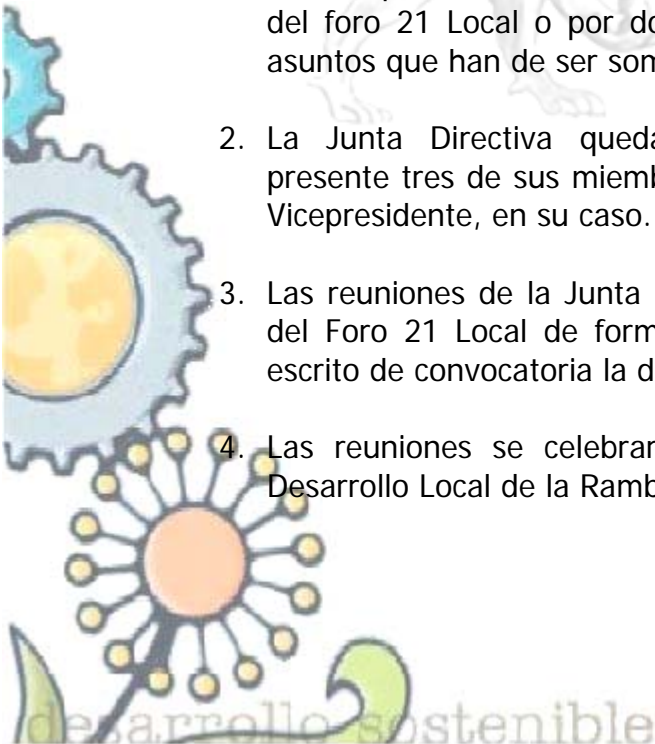 del foro 21 Local o por do
asuntos que han de ser som
2. La Junta Directiva queda
presente tres de sus miemb
Vicepresidente, en su caso.
3. Las reuniones de la Junta
del Foro 21 Local de form
escrito de convocatoria la d
4. Las reuniones se celebrar
Desarrollo Local de la Ramb
desarrollo sostenible